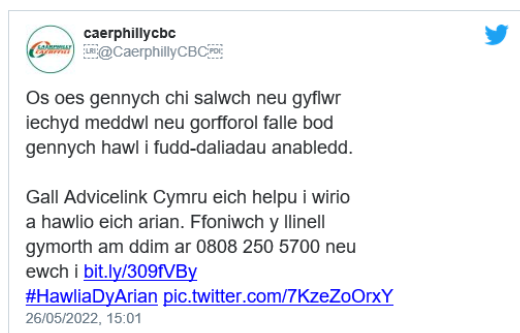 caerphillycbc
@CaerphillyCBC
Os oes gennych chi salwch neu gyflwr
iechyd meddwl neu gorfforol falle bod
gennych hawl i fudd-daliadau anabledd.
Gall Advicelink Cymru eich helpu i wirio
a hawlio eich arian. Ffoniwch y llinell
gymorth am ddim ar 0808 250 5700 neu
ewch i bit.ly/309fVBy
#HawliaDyArian pic.twitter.com/7KzeZoOrxY
26/05/2022, 15:01